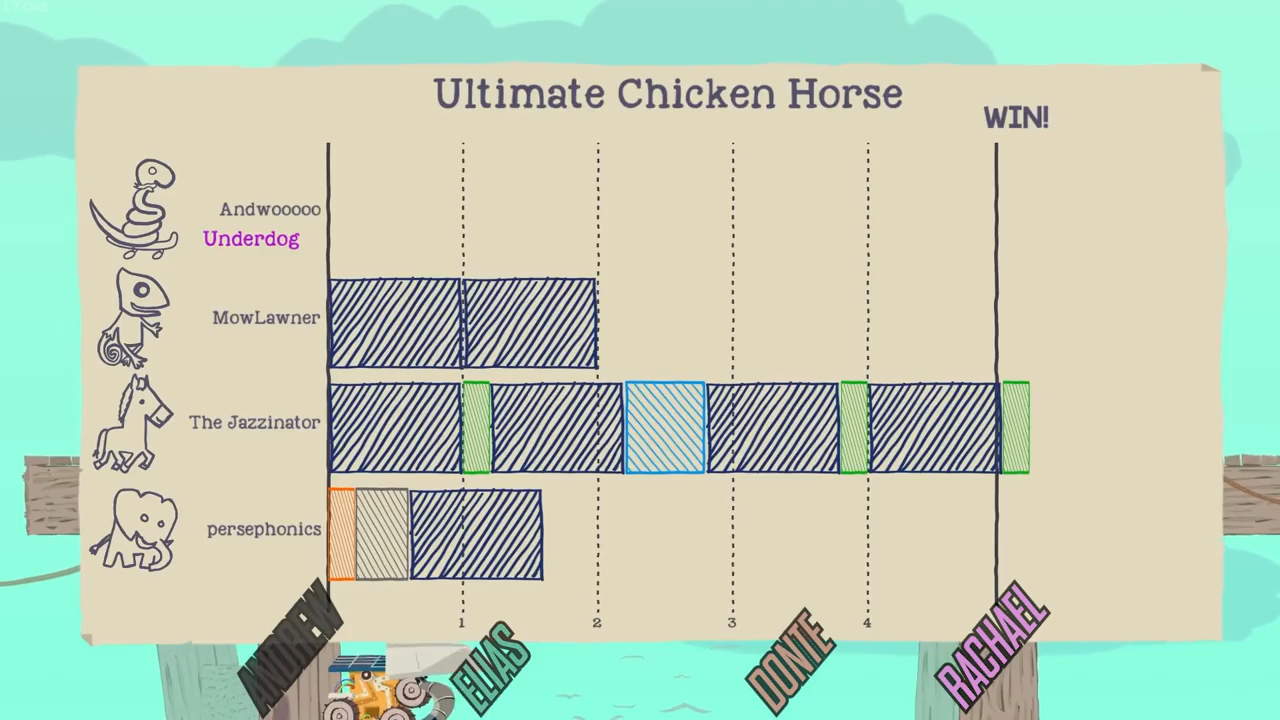 Ultimate Chicken Horse
WIN!
Andwooooo
Underdog
MowLawner
The Jazzinator
persephonics
1 2 3 4
ANDREW
ELIAS
DONTE
RACHAEL